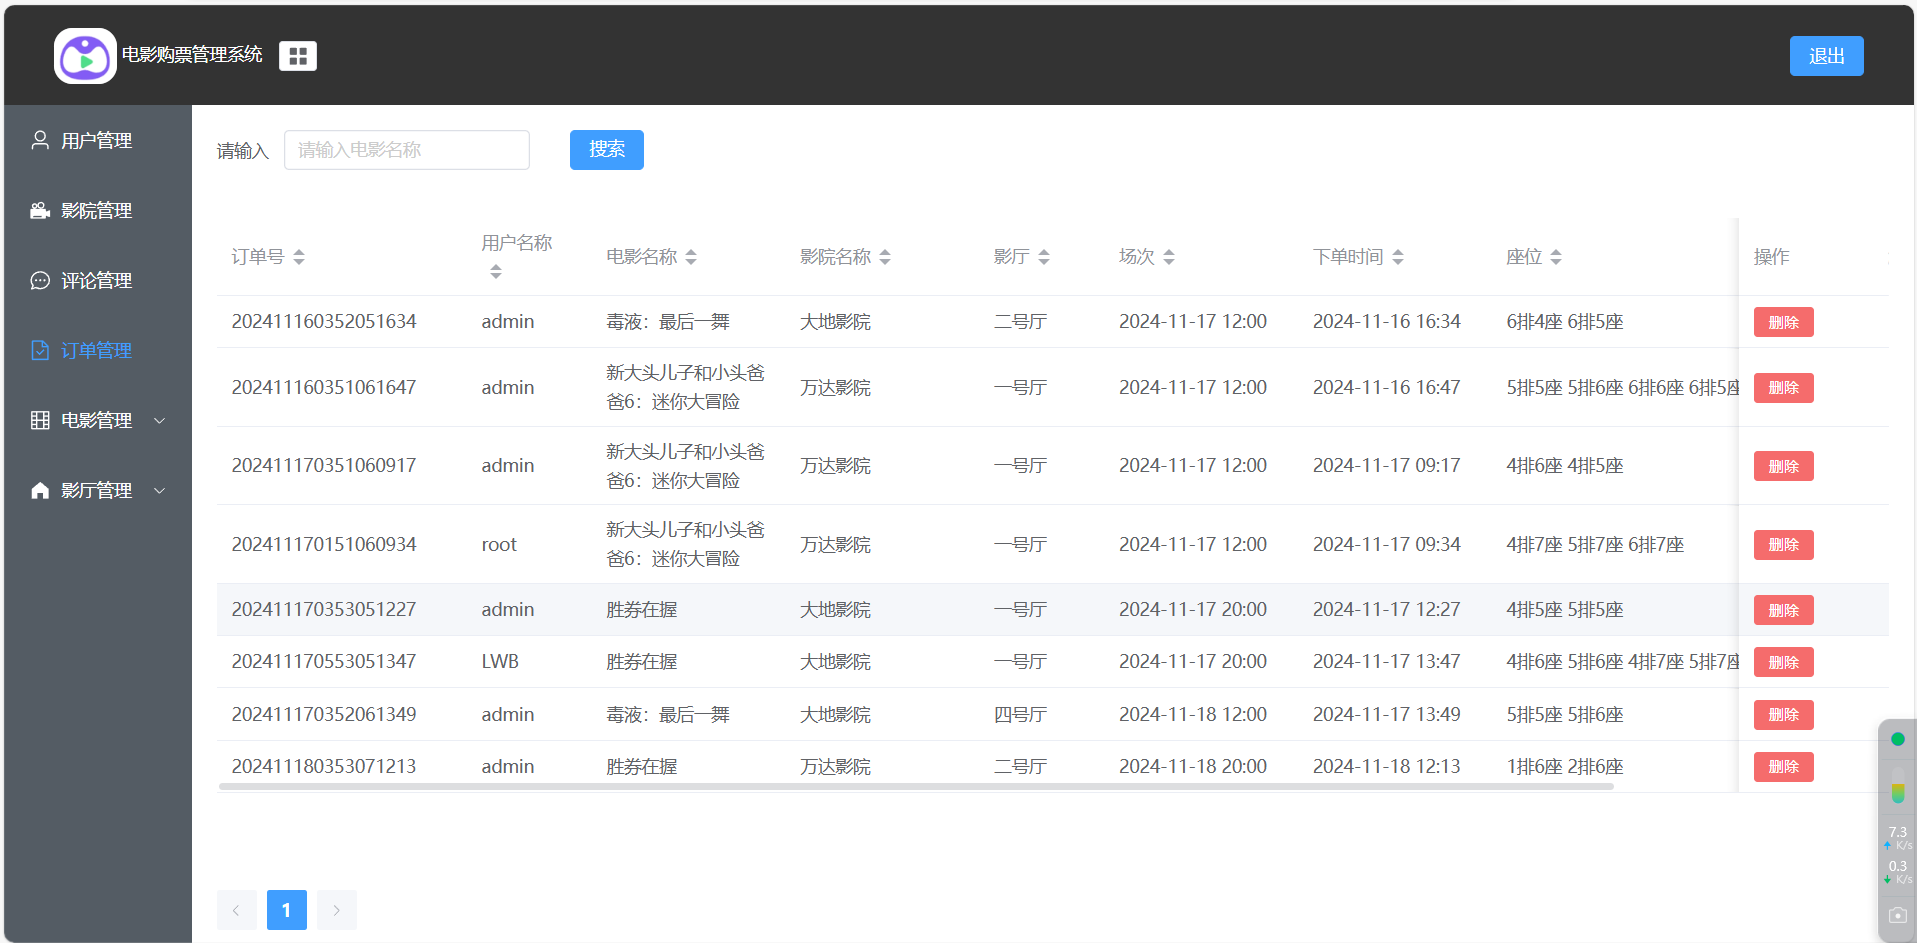 电影购票管理系统
退出
用户管理
影院管理
评论管理
订单管理
电影管理
影厅管理
请输入 请输入电影名称 搜索
订单号 用户名称 电影名称 影院名称 影厅 场次 下单时间 座位 操作
202411160352051634 admin 毒液：最后一舞 大地影院 二号厅 2024-11-17 12:00 2024-11-16 16:34 6排4座 6排5座 删除
202411160351061647 admin 新大头儿子和小头爸 万达影院 一号厅 2024-11-17 12:00 2024-11-16 16:47 5排5座 5排6座 6排6座 6排5座 删除
爸6：迷你大冒险
202411170351060917 admin 新大头儿子和小头爸 万达影院 一号厅 2024-11-17 12:00 2024-11-17 09:17 4排6座 4排5座 删除
爸6：迷你大冒险
202411170151060934 root 新大头儿子和小头爸 万达影院 一号厅 2024-11-17 12:00 2024-11-17 09:34 4排7座 5排7座 6排7座 删除
爸6：迷你大冒险
202411170353051227 admin 胜券在握 大地影院 一号厅 2024-11-17 20:00 2024-11-17 12:27 4排5座 5排5座 删除
202411170553051347 LWB 胜券在握 大地影院 一号厅 2024-11-17 20:00 2024-11-17 13:47 4排6座 5排6座 4排7座 5排7座 删除
202411170352061349 admin 毒液：最后一舞 大地影院 四号厅 2024-11-18 12:00 2024-11-17 13:49 5排5座 5排6座 删除
202411180353071213 admin 胜券在握 万达影院 二号厅 2024-11-18 20:00 2024-11-18 12:13 1排6座 2排6座 删除
1
7.3
K/s
0.3
K/s